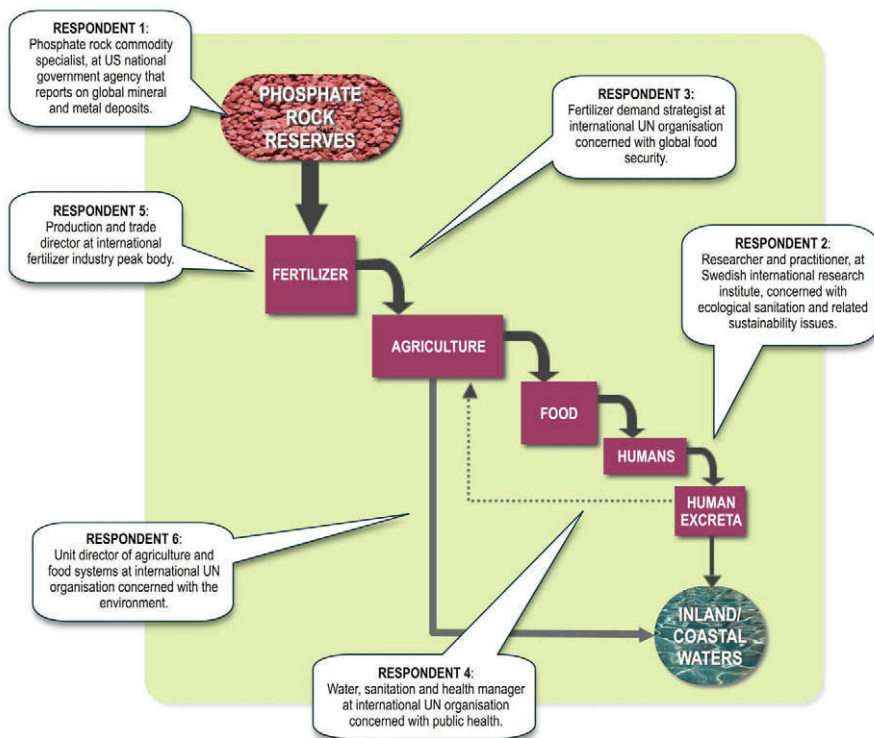 RESPONDENT 1:
Phosphate rock commodity
specialist, at US national
government agency that
reports on global mineral
and metal deposits.
PHOSPHATE
ROCK
RESERVES
RESPONDENT 3:
Fertilizer demand strategist at
international UN organisation
concerned with global food
security.
RESPONDENT 5:
Production and trade
director at international
fertilizer industry peak body.
FERTILIZER
RESPONDENT 2:
Researcher and practitioner, at
Swedish international research
institute, concerned with
ecological sanitation and related
sustainability issues.
AGRICULTURE
FOOD
HUMANS
HUMAN
EXCRETA
RESPONDENT 6:
Unit director of agriculture and
food systems at international UN
organisation concerned with the
environment.
INLAND/
COASTAL
WATERS
RESPONDENT 4:
Water, sanitation and health manager
at international UN organisation
concerned with public health.